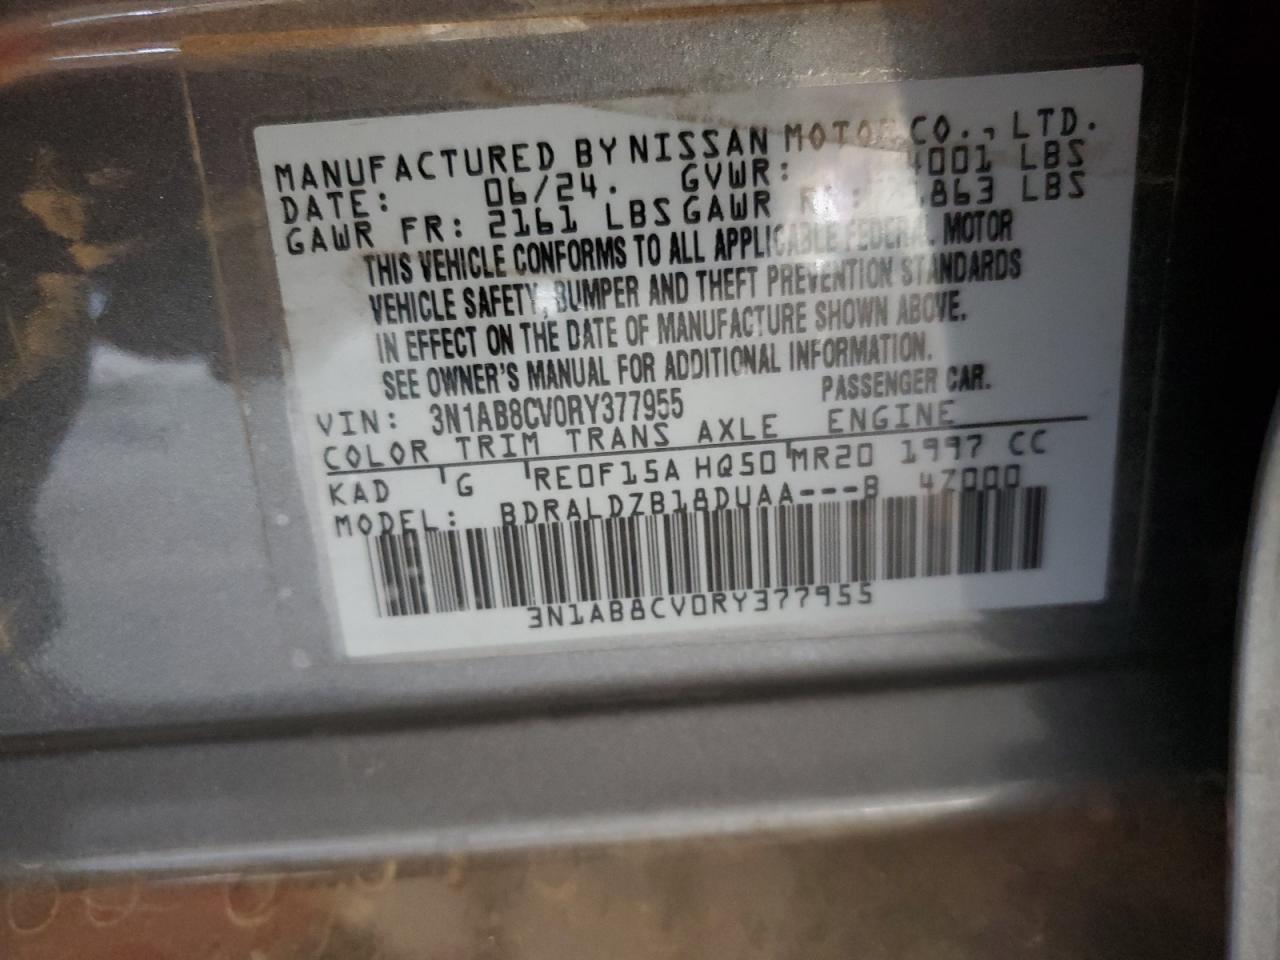 MANUFACTURED BY NISSAN MOTOR CO., LTD.
DATE: 06/24. GVWR: 4001 LBS
GAWR FR: 2161 LBS GAWR LBS
THIS VEHICLE CONFORMS TO ALL APPLICABLE FEDERAL MOTOR
VEHICLE SAFETY, BUMPER AND THEFT PREVENTION STANDARDS
IN EFFECT ON THE DATE OF MANUFACTURE SHOWN ABOVE.
SEE OWNER'S MANUAL FOR ADDITIONAL INFORMATION.
VIN: 3N1AB8CV0RY377955 PASSENGER CAR.
COLOR TRIM TRANS AXLE ENGINE
KAD G RE0F15A HQ50 MR20 1997 CC
MODEL: BDRALDZB18DUAA---B 47000
3N1AB8CV0RY377955